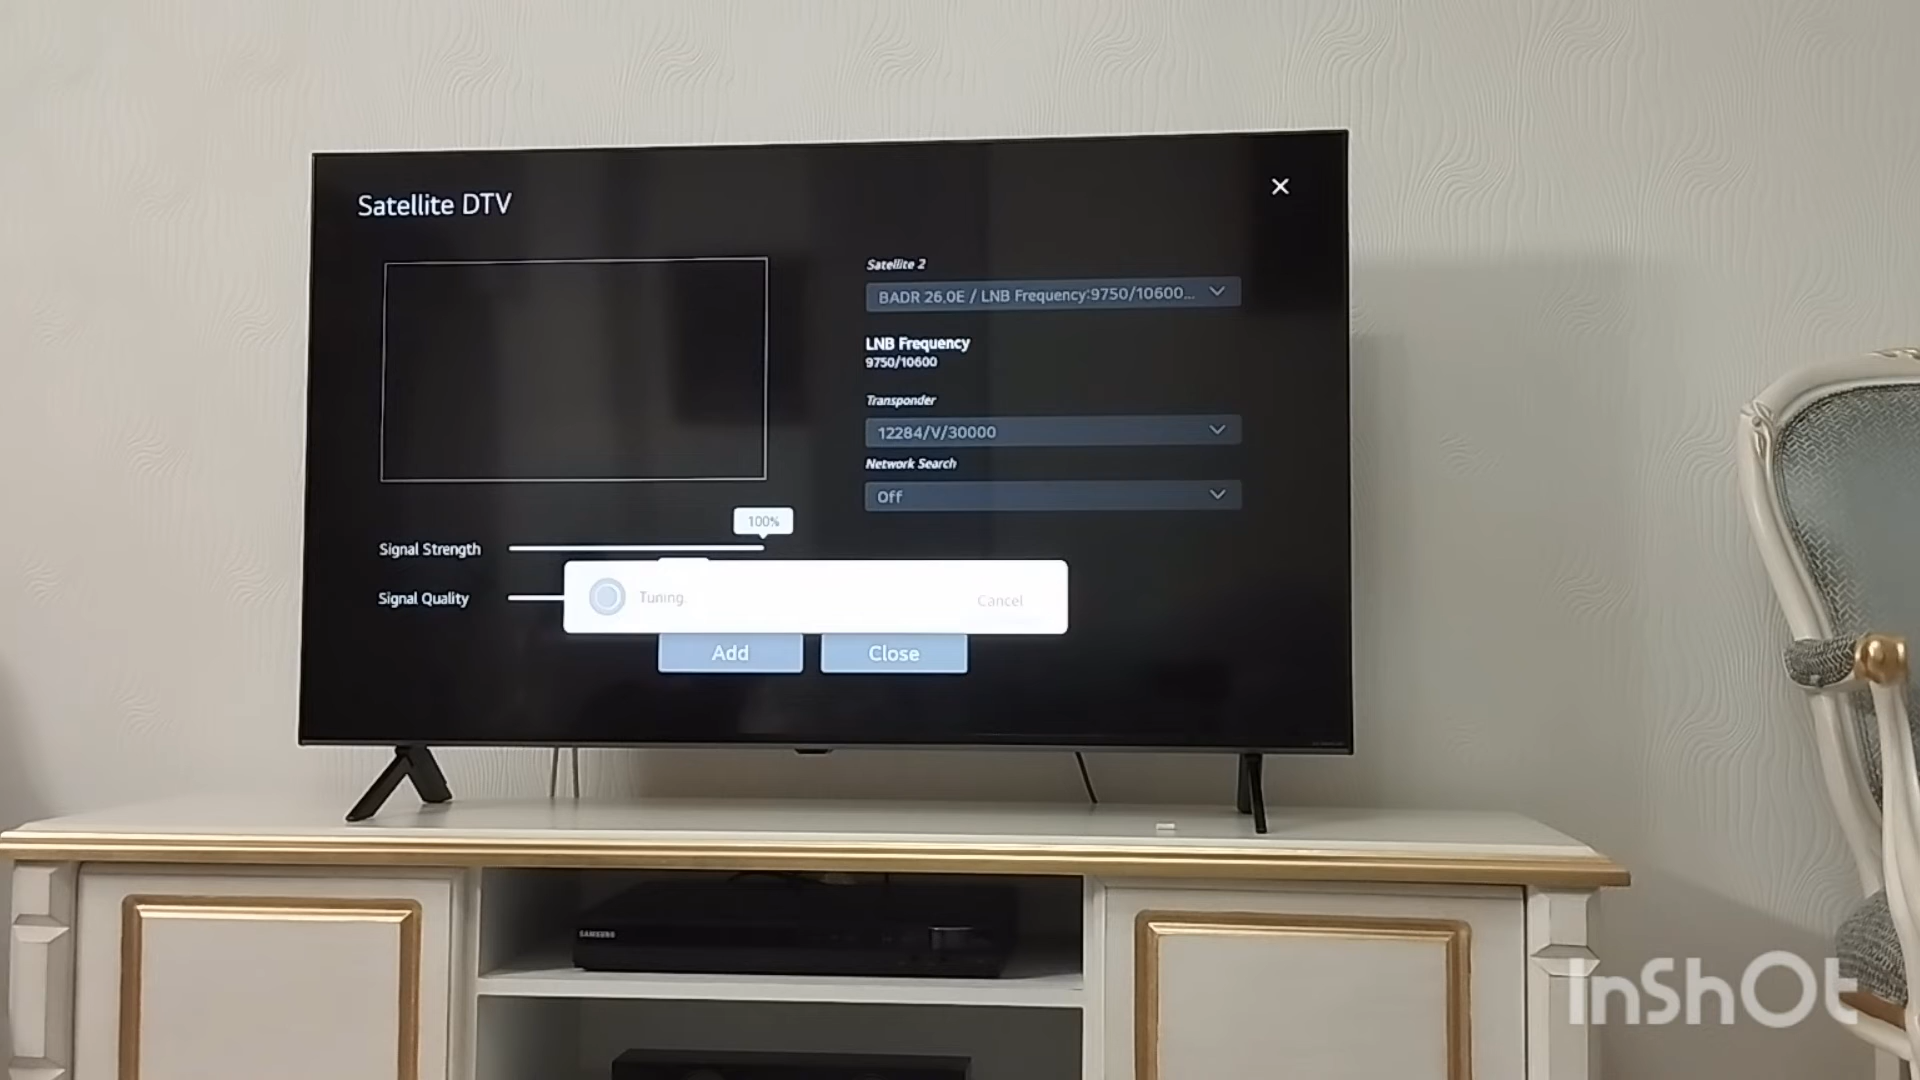 Satellite DTV
Satellite 2
BADR 26.0E / LNB Frequency:9750/10600...
LNB Frequency
9750/10600
Transponder
12284/V/30000
Network Search
Off
100%
Signal Strength
Signal Quality
Tuning.
Cancel
Add
Close
SAMSUNG
InShOt